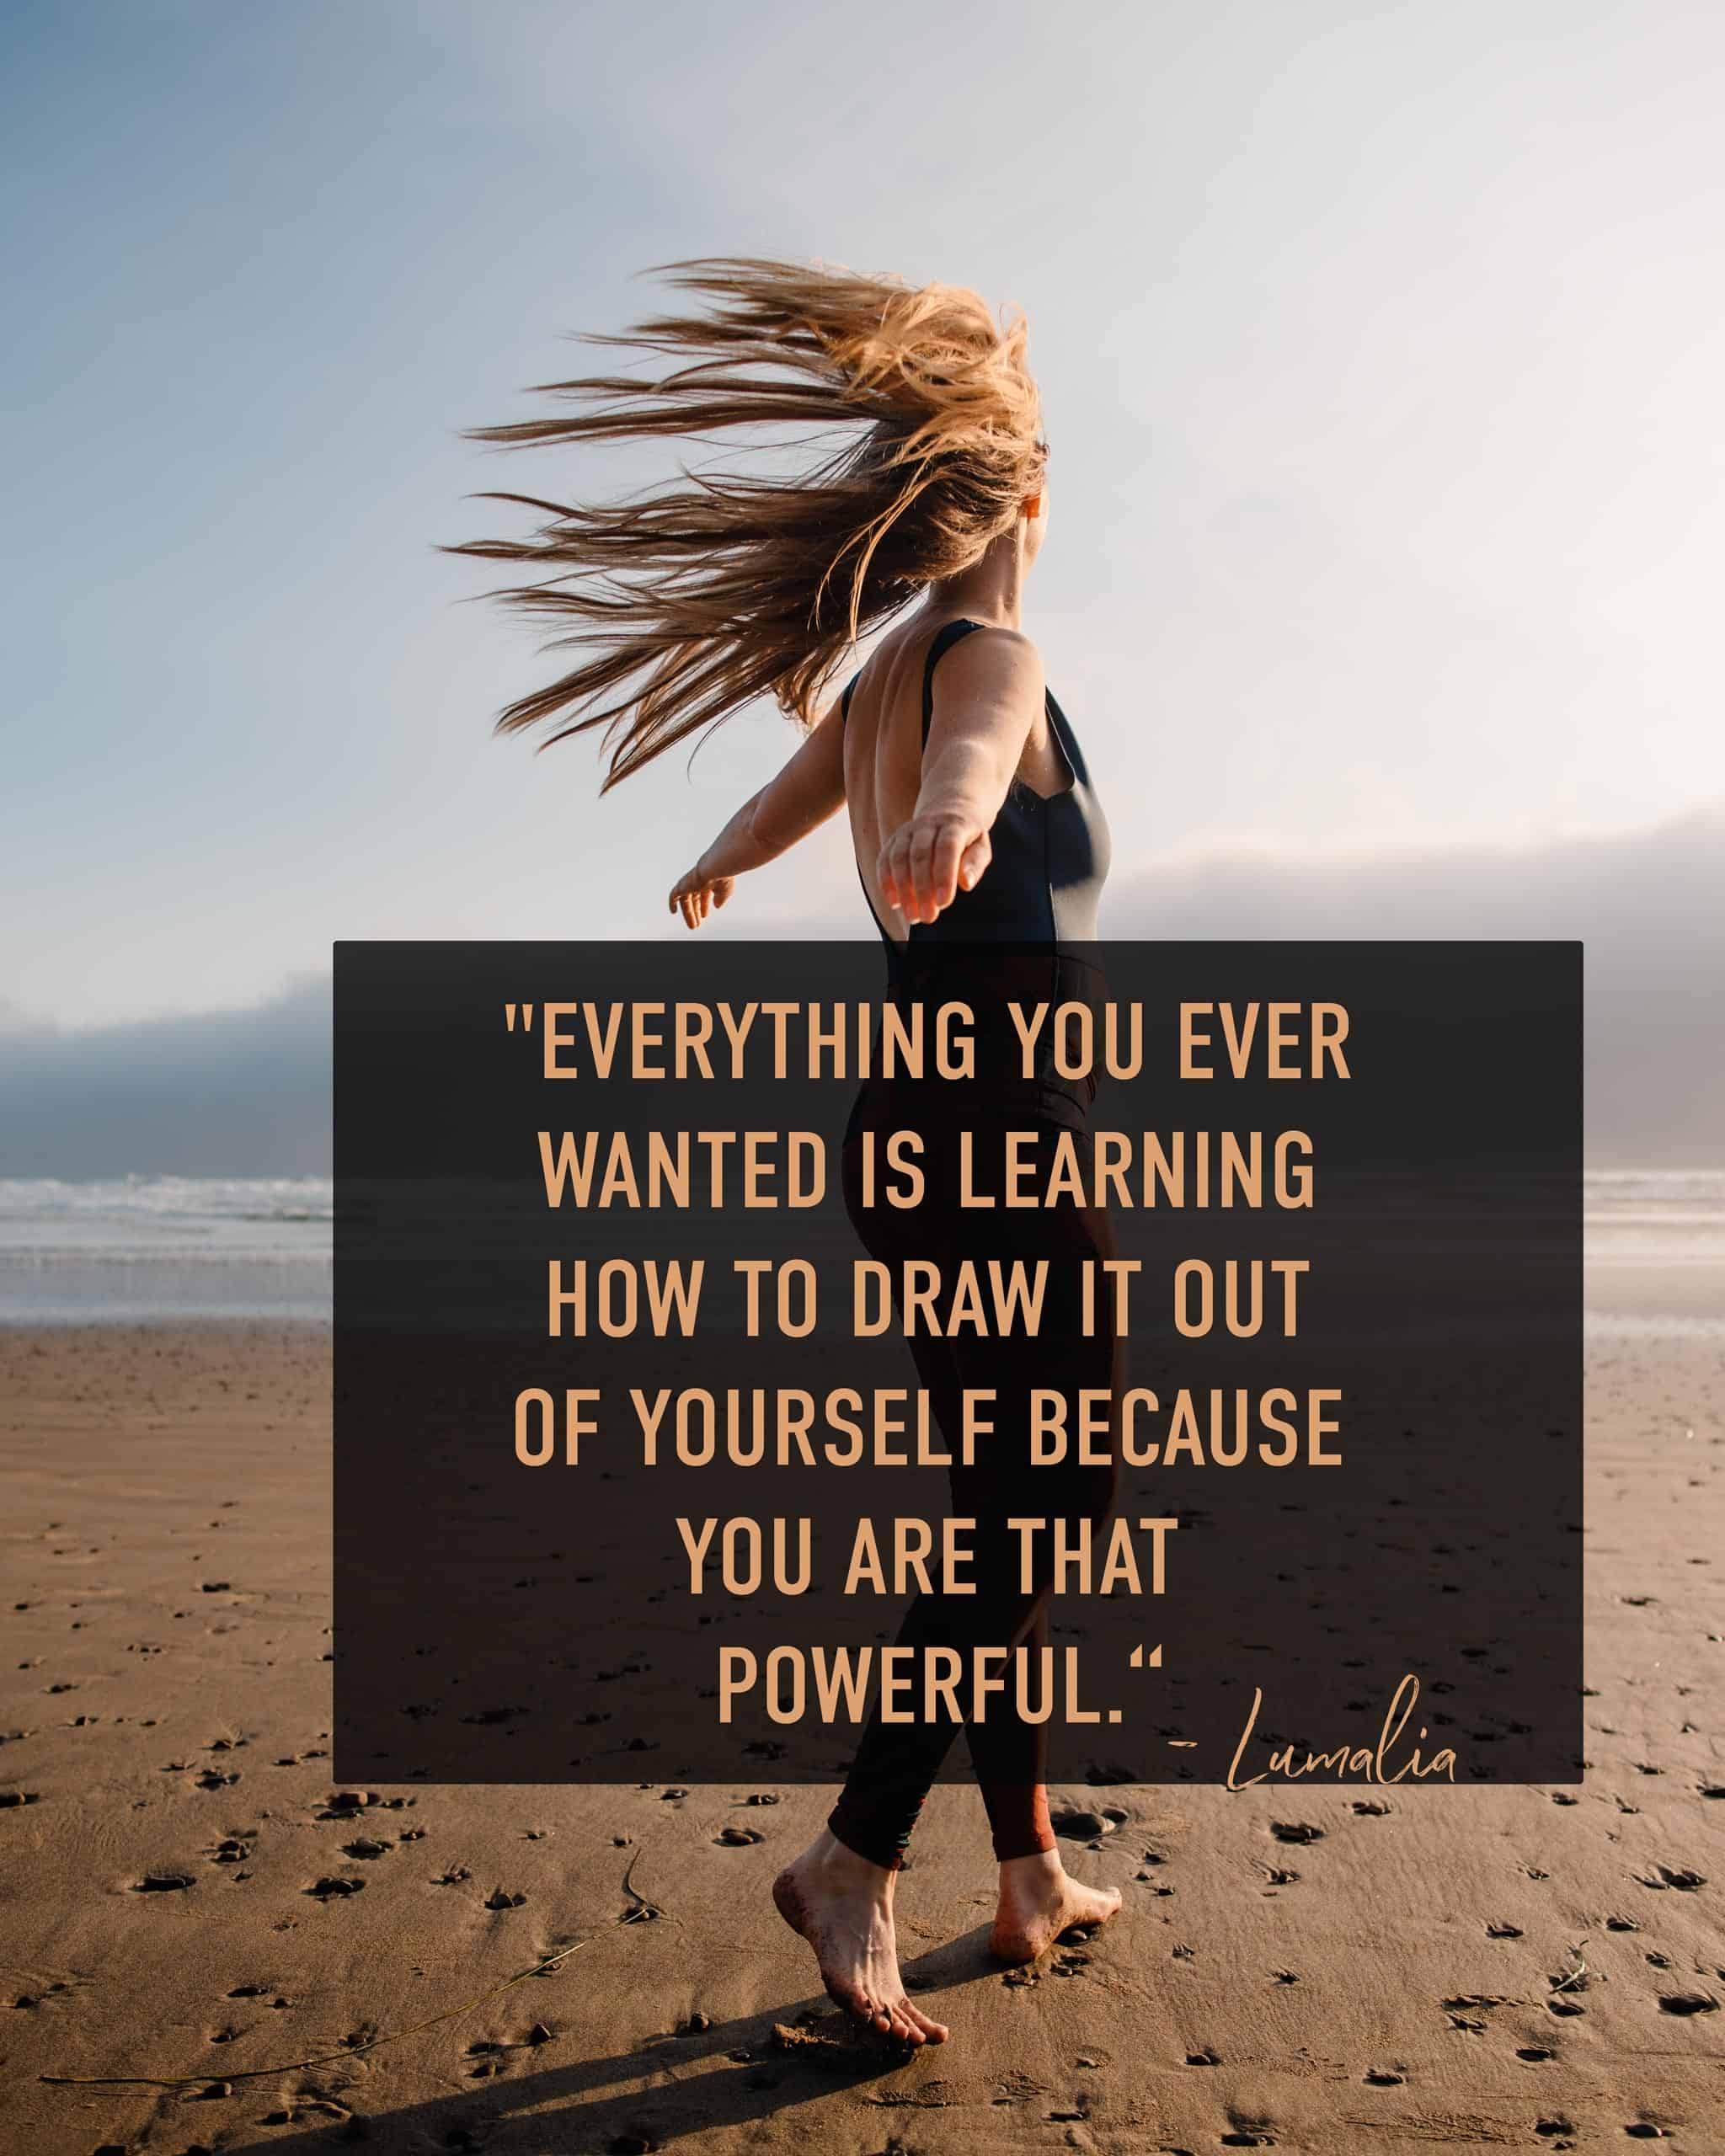 "EVERYTHING YOU EVER
WANTED IS LEARNING
HOW TO DRAW IT OUT
OF YOURSELF BECAUSE
YOU ARE THAT
POWERFUL.“
- Lumalia